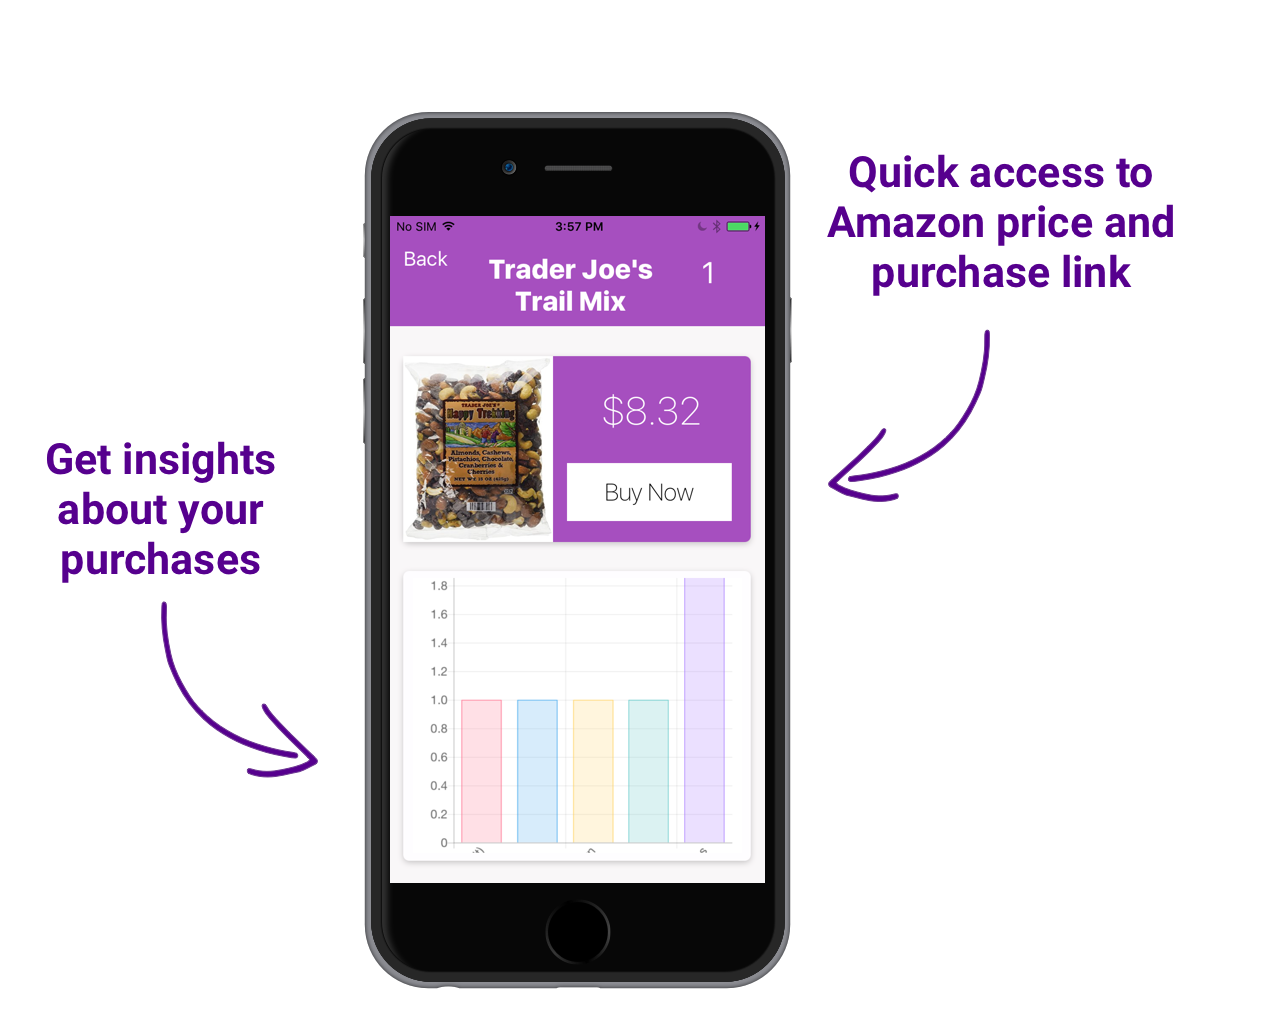 Quick access to
Amazon price and
purchase link
Get insights
about your
purchases
No SIM
3:57 PM
Back
Trader Joe's
Trail Mix
1
TRADER JOE'S
Happy Trekking
Almonds, Cashews,
Pistachios, Chocolate,
Cranberries &
Cherries
NET WT. 15 OZ (425g)
$8.32
Buy Now
1.8
1.6
1.4
1.2
1.0
0.8
0.6
0.4
0.2
0